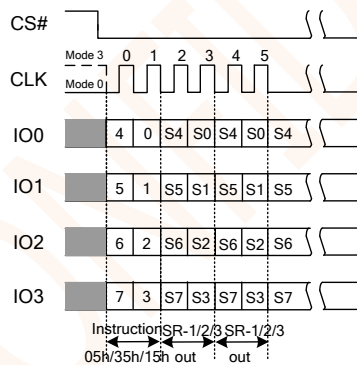 CS#
Mode 3 0 1 2 3 4 5
CLK
Mode 0
IO0 4 0 S4 S0 S4 S0 S4
IO1 5 1 S5 S1 S5 S1 S5
IO2 6 2 S6 S2 S6 S2 S6
IO3 7 3 S7 S3 S7 S3 S7
Instruction SR-1/2/3 SR-1/2/3
05h/35h/15h out out